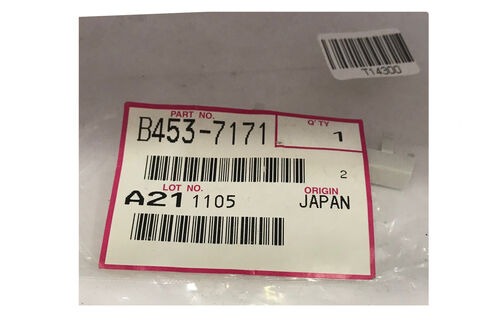 T14300
PART NO.
Q'TY
B453-7171
1
2
LOT NO.
ORIGIN
A21 1105
JAPAN